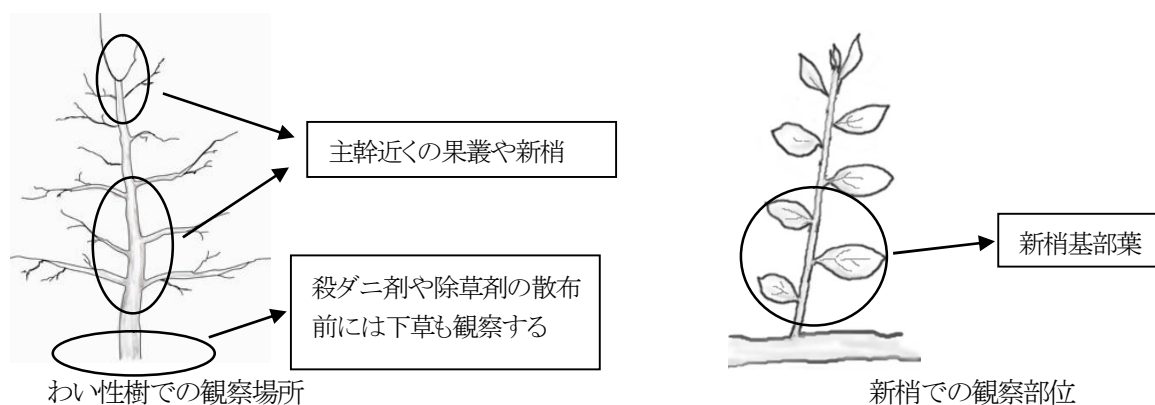 主幹近くの果叢や新梢
殺ダニ剤や除草剤の散布
前には下草も観察する
わい性樹での観察場所
新梢基部葉
新梢での観察部位